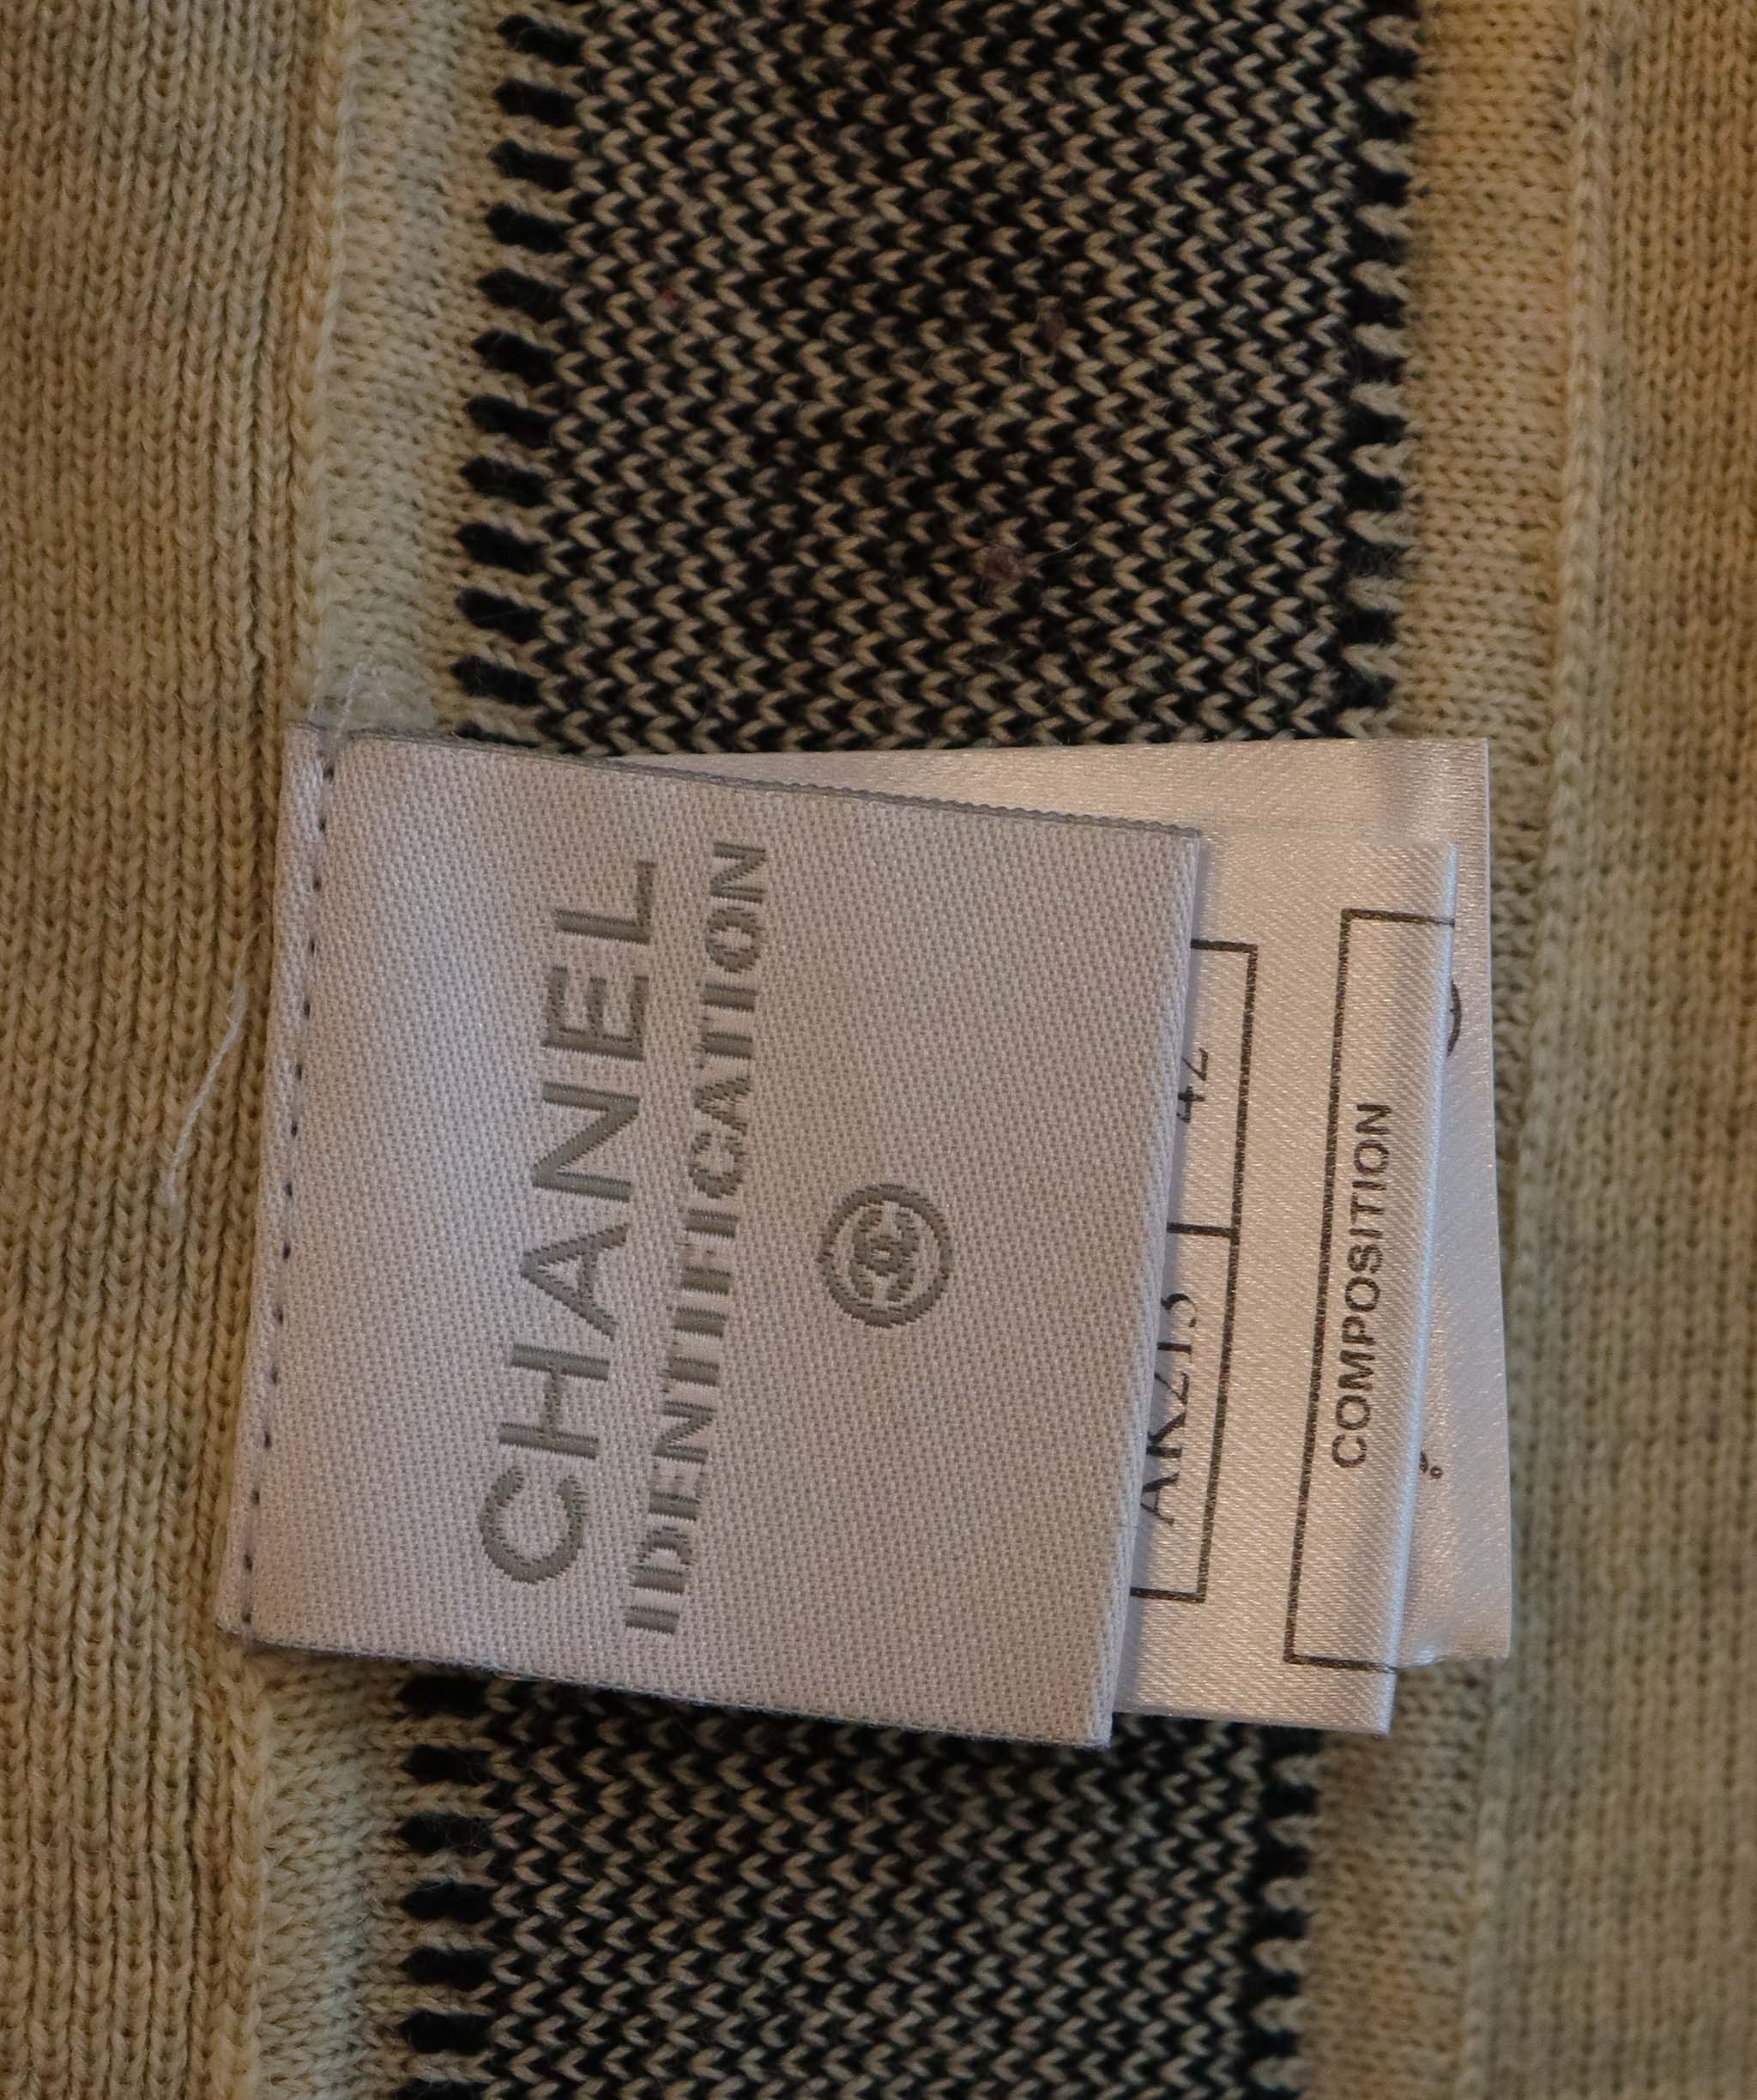 CHANEL
IDENTIFICATION
42
COMPOSITION